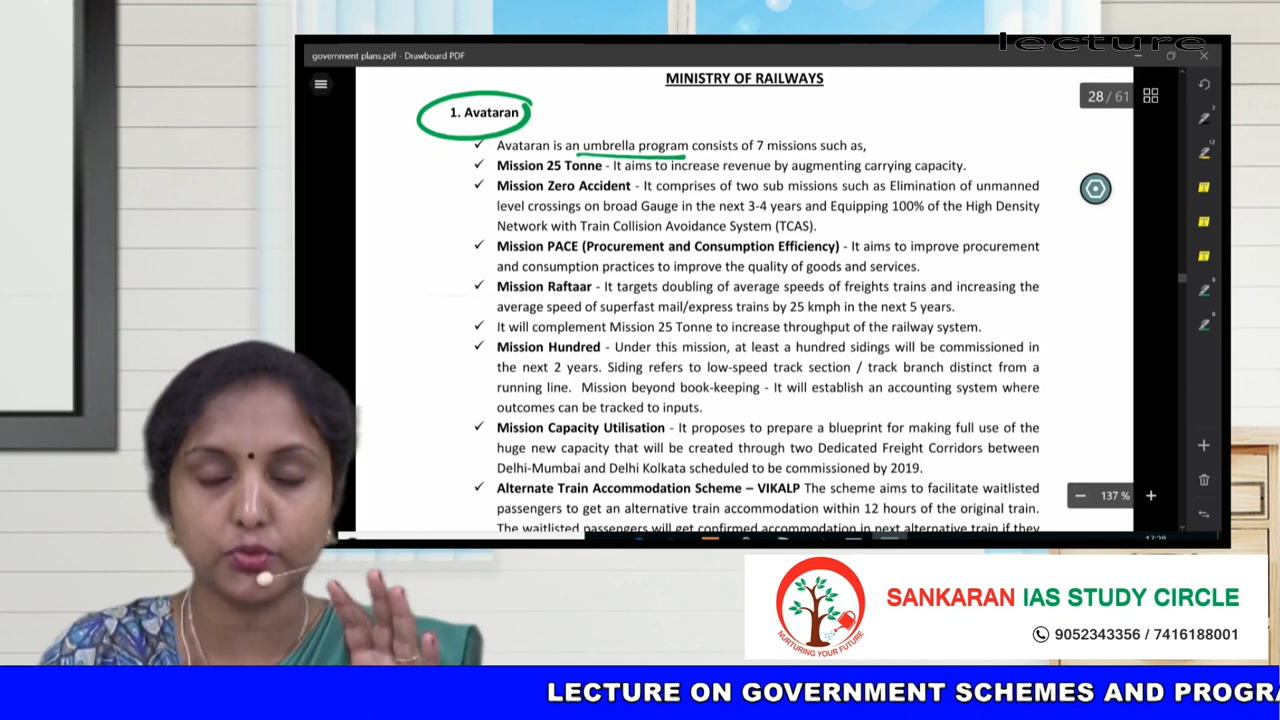 lecture
government plans.pdf - Drawboard PDF
MINISTRY OF RAILWAYS
28 / 61
1. Avataran
✓ Avataran is an umbrella program consists of 7 missions such as,
✓ Mission 25 Tonne - It aims to increase revenue by augmenting carrying capacity.
✓ Mission Zero Accident - It comprises of two sub missions such as Elimination of unmanned
level crossings on broad Gauge in the next 3-4 years and Equipping 100% of the High Density
Network with Train Collision Avoidance System (TCAS).
✓ Mission PACE (Procurement and Consumption Efficiency) - It aims to improve procurement
and consumption practices to improve the quality of goods and services.
✓ Mission Raftaar - It targets doubling of average speeds of freights trains and increasing the
average speed of superfast mail/express trains by 25 kmph in the next 5 years.
✓ It will complement Mission 25 Tonne to increase throughput of the railway system.
✓ Mission Hundred - Under this mission, at least a hundred sidings will be commissioned in
the next 2 years. Siding refers to low-speed track section / track branch distinct from a
running line. Mission beyond book-keeping - It will establish an accounting system where
outcomes can be tracked to inputs.
✓ Mission Capacity Utilisation - It proposes to prepare a blueprint for making full use of the
huge new capacity that will be created through two Dedicated Freight Corridors between
Delhi-Mumbai and Delhi Kolkata scheduled to be commissioned by 2019.
✓ Alternate Train Accommodation Scheme – VIKALP The scheme aims to facilitate waitlisted
passengers to get an alternative train accommodation within 12 hours of the original train.
The waitlisted passengers will get confirmed accommodation in next alternative train if they
137 %
NURTURING YOUR FUTURE
SANKARAN IAS STUDY CIRCLE
9052343356 / 7416188001
LECTURE ON GOVERNMENT SCHEMES AND PROGRA